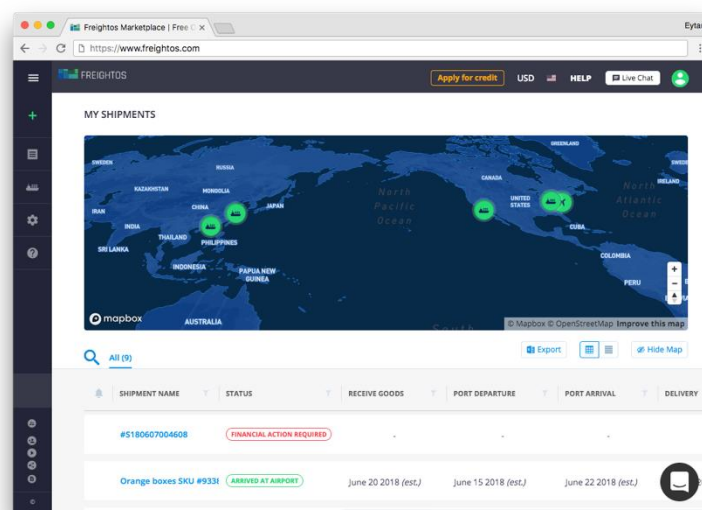 Freightos Marketplace | Free C
Eytan
https://www.freightos.com
FREIGHTOS
Apply for credit
USD
HELP
Live Chat
MY SHIPMENTS
GREENLAND
SWEDEN
RUSSIA
CANADA
SWEDE
KAZAKHSTAN
MONGOLIA
North
Pacific
Ocean
North
Atlantic
Ocean
IRELAND
UNITED
STATES
IRAN
CHINA
JAPAN
INDIA
CUBA
THAILAND
PHILIPPINES
SRI LANKA
COLOMBIA
INDONESIA
PAPUA NEW
GUINEA
PERU
mapbox
AUSTRALIA
South
© Mapbox © OpenStreetMap Improve this map
All (9)
Export
Hide Map
SHIPMENT NAME STATUS RECEIVE GOODS PORT DEPARTURE PORT ARRIVAL DELIVERY
#S180607004608 FINANCIAL ACTION REQUIRED - - -
Orange boxes SKU #933 ARRIVED AT AIRPORT June 20 2018 (est.) June 15 2018 (est.) June 22 2018 (est.)